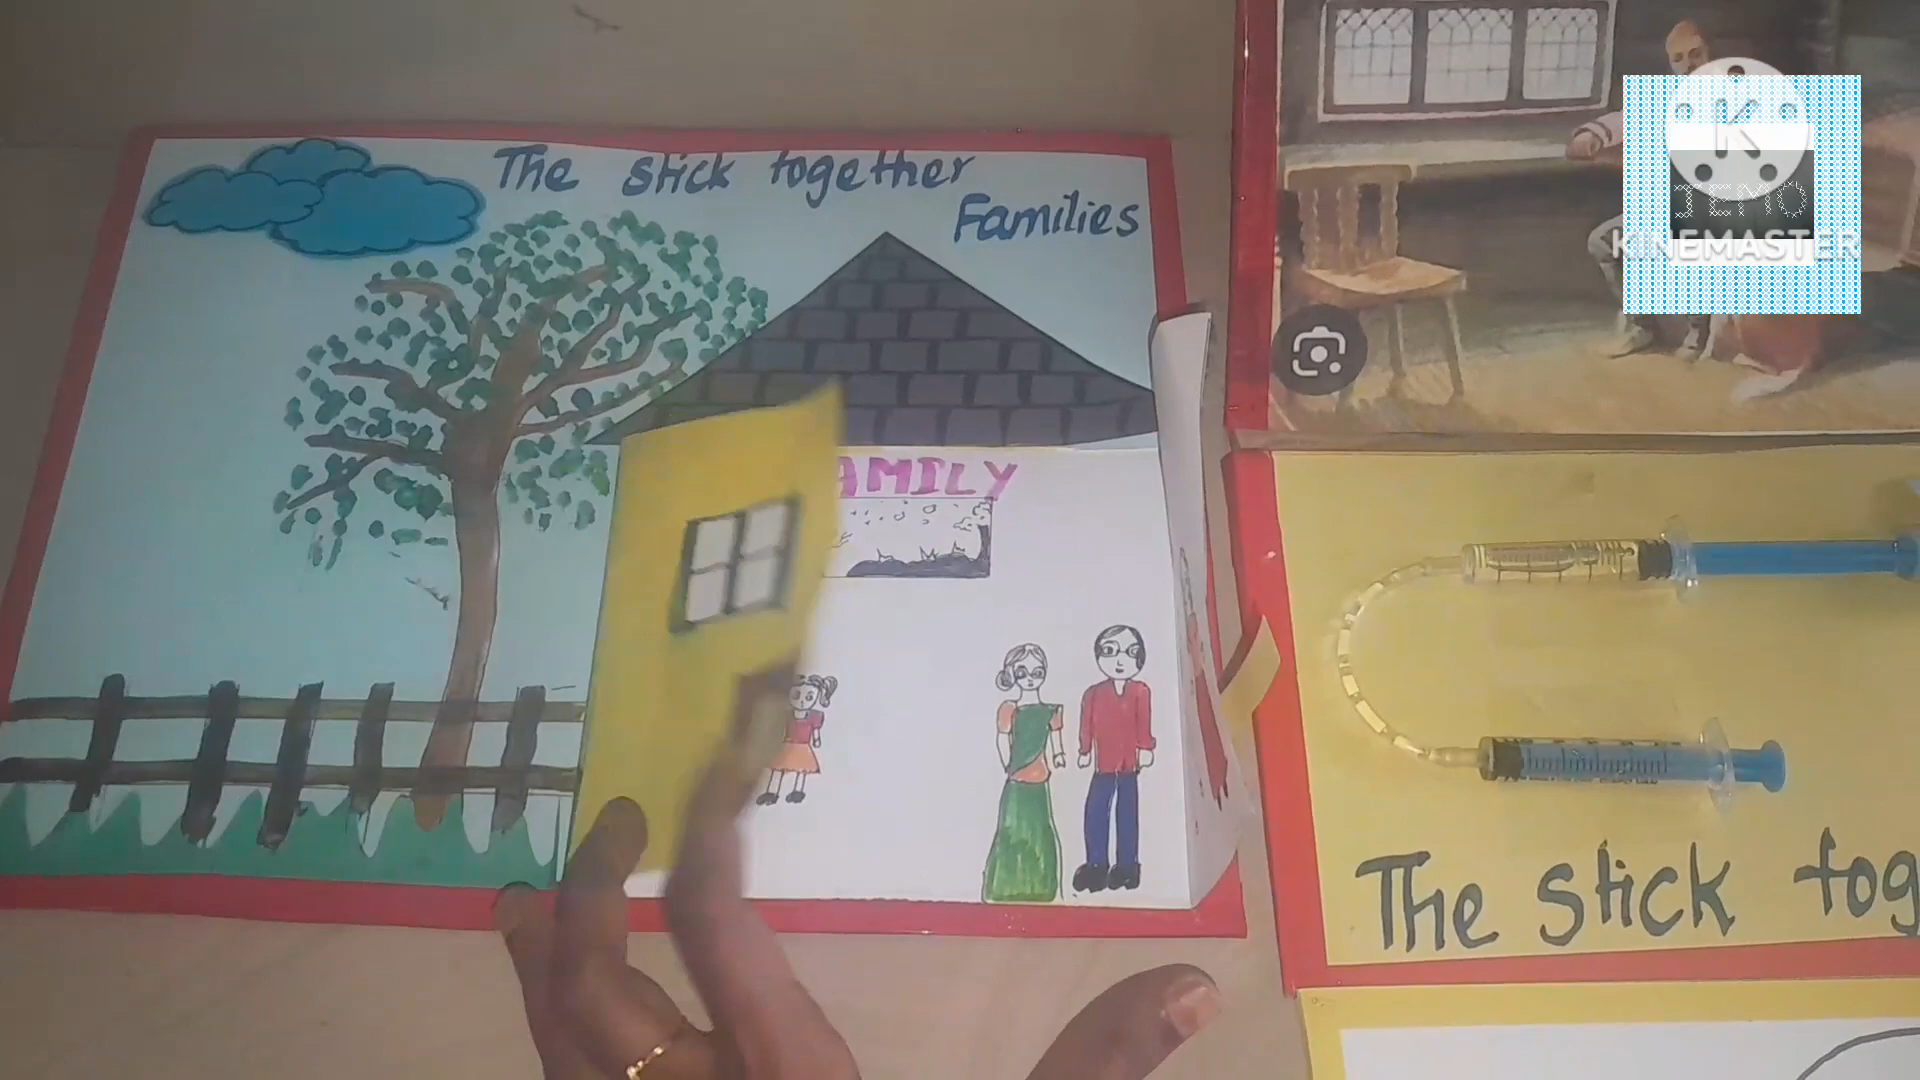 The stick together
Families
AMILY
K
KINEMASTER
The stick tog